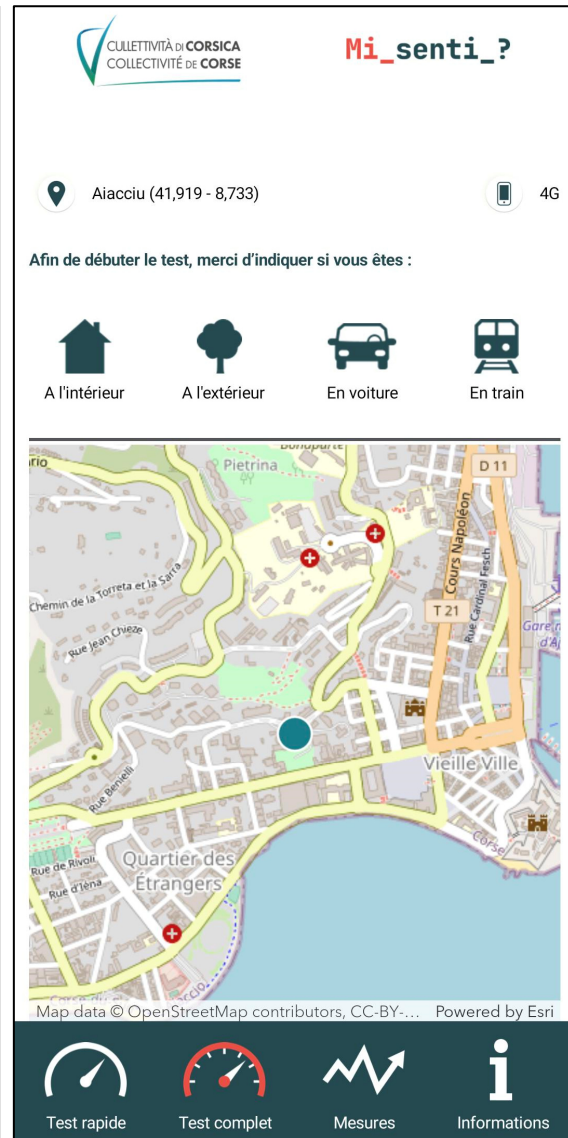 CULLETTIVITÀ DI CORSICA
COLLECTIVITÉ DE CORSE
Mi_senti_?
Aiacciu (41,919 - 8,733)
4G
Afin de débuter le test, merci d'indiquer si vous êtes :
A l'intérieur
A l'extérieur
En voiture
En train
Bonaparte
Pietrina
D 11
Cours Napoléon
Chemin de la Torreta et la Sarra
T 21
Rue Cardinal Fesch
Rue Jean Chieze
Vieille Ville
Rue Benielli
Corse
Rue de Rivoli
Quartier des
Étrangers
Rue d'Iéna
Map data © OpenStreetMap contributors, CC-BY-...
Powered by Esri
Test rapide
Test complet
Mesures
Informations